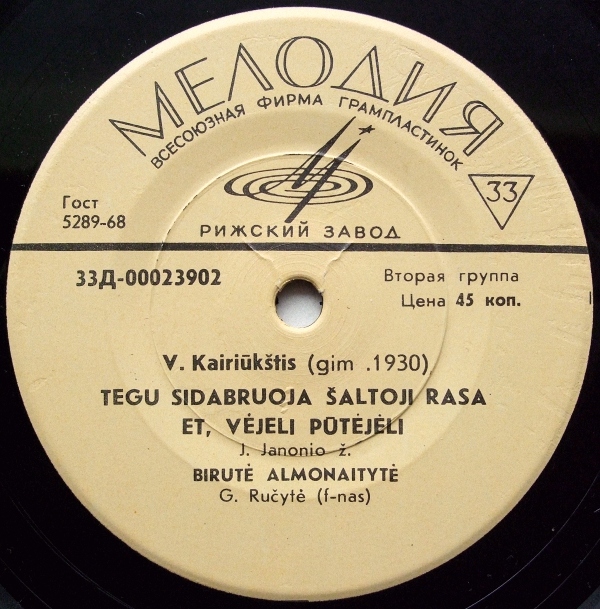 МЕЛОДИЯ
ВСЕСОЮЗНАЯ ФИРМА ГРАМПЛАСТИНОК
33
Гост
5289-68
РИЖСКИЙ ЗАВОД
33Д-00023902
Вторая группа
Цена 45 коп.
V. Kairiūkštis (gim .1930)
TEGU SIDABRUOJA ŠALTOJI RASA
ET, VĖJELI PŪTĖJĖLI
J. Janonio ž.
BIRUTĖ ALMONAITYTĖ
G. Ručytė (f-nas)